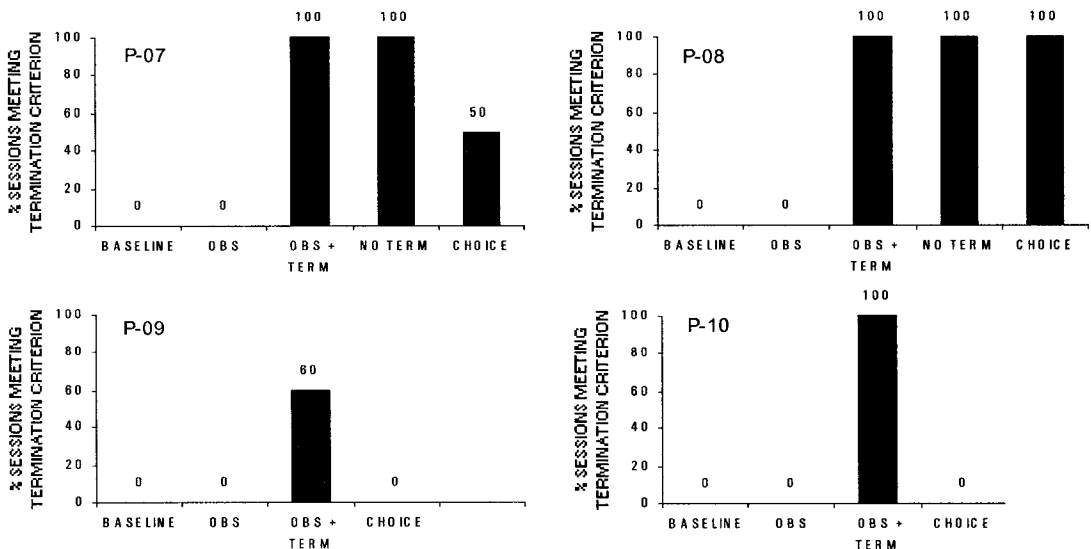 % SESSIONS MEETING
TERMINATION CRITERION
P-07
100
80
60
40
20
0
0
0
100
100
50
BASELINE
OBS
OBS +
TERM
NO TERM
CHOICE
% SESSIONS MEETING
TERMINATION CRITERION
P-08
100
80
60
40
20
0
0
0
100
100
100
BASELINE
OBS
OBS +
TERM
NO TERM
CHOICE
% SESSIONS MEETING
TERMINATION CRITERION
P-09
100
80
60
40
20
0
0
0
60
0
BASELINE
OBS
OBS +
TERM
CHOICE
% SESSIONS MEETING
TERMINATION CRITERION
P-10
100
80
60
40
20
0
0
0
100
0
BASELINE
OBS
OBS +
TERM
CHOICE